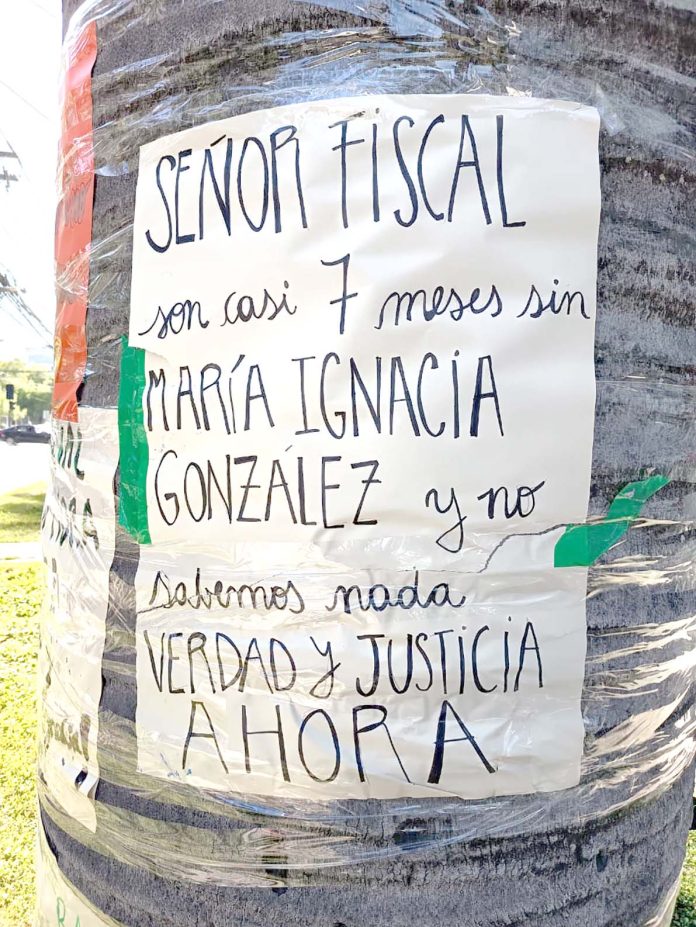 SEÑOR FISCAL
son casi 7 meses sin
MARÍA IGNACIA
GONZÁLEZ y no
sabemos nada
VERDAD Y JUSTICIA
AHORA